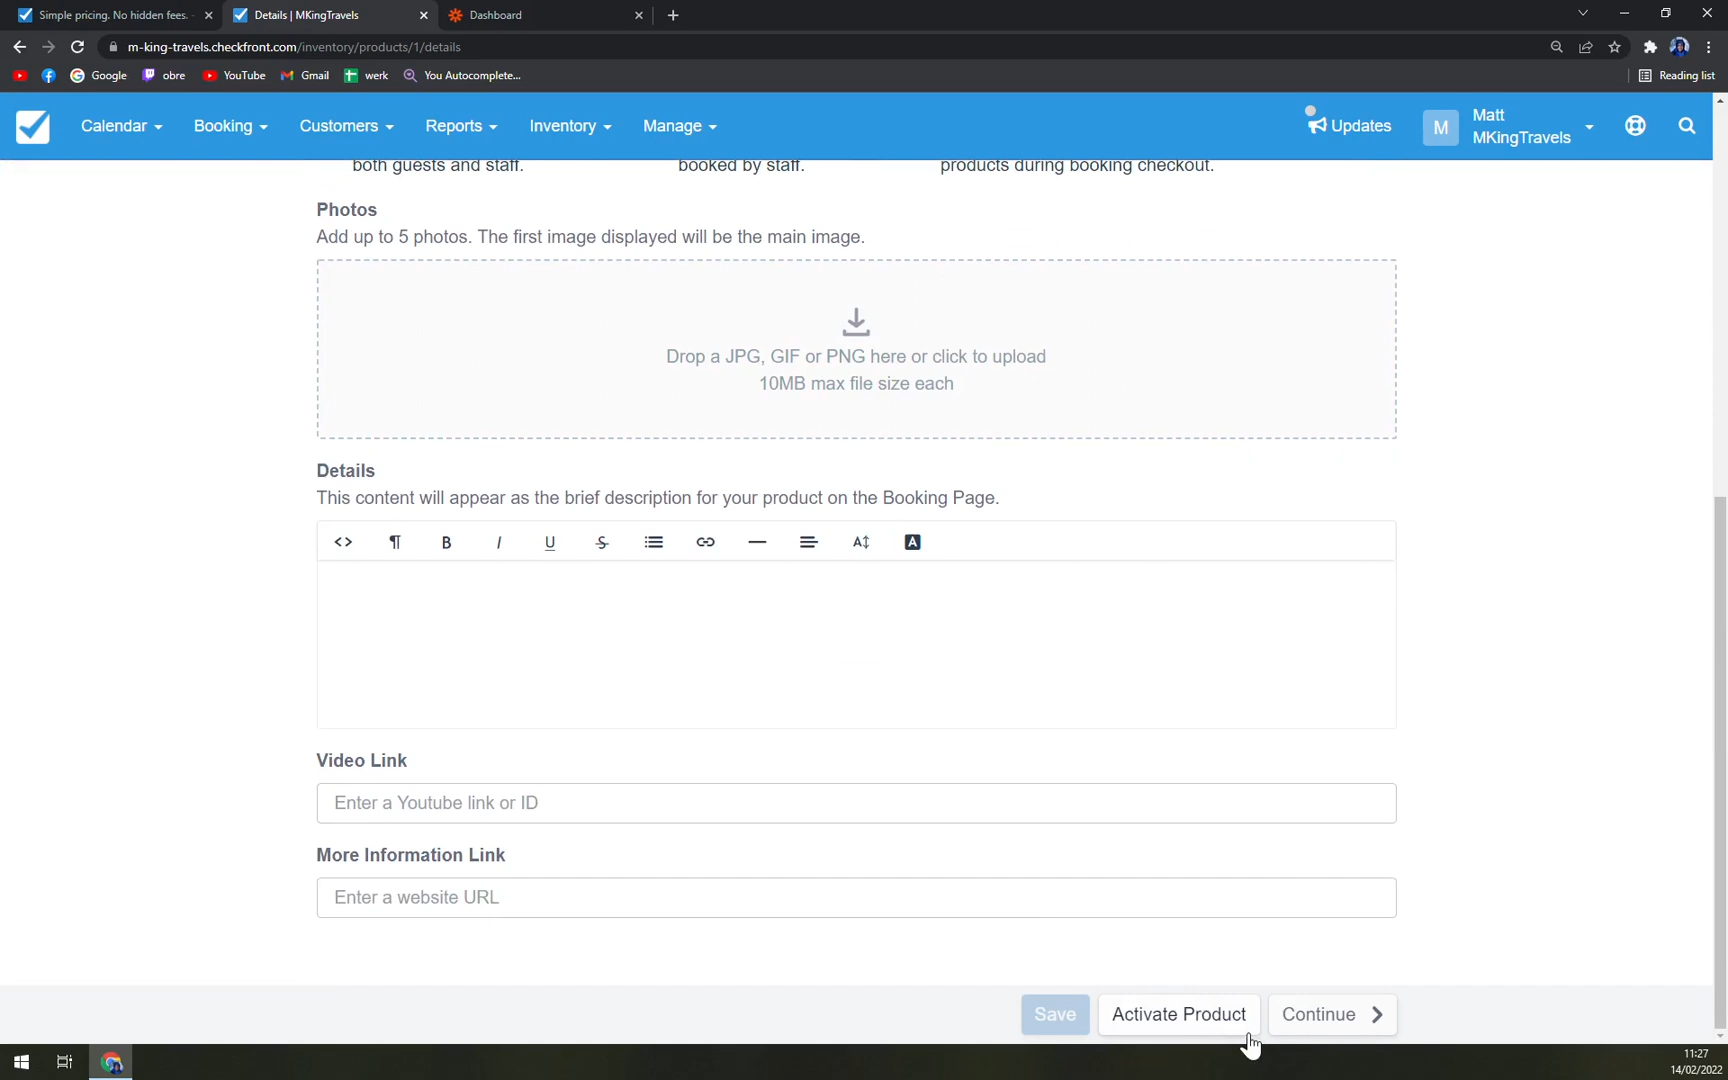 Simple pricing. No hidden fees.
Details | MKingTravels
Dashboard
m-king-travels.checkfront.com/inventory/products/1/details
Google
obre
YouTube
Gmail
werk
You Autocomplete...
Reading list
Calendar
Booking
Customers
Reports
Inventory
Manage
Updates
M
Matt
MKingTravels
both guests and staff.
booked by staff.
products during booking checkout.
Photos
Add up to 5 photos. The first image displayed will be the main image.
Drop a JPG, GIF or PNG here or click to upload
10MB max file size each
Details
This content will appear as the brief description for your product on the Booking Page.
<> ¶ B I U S A A
Video Link
Enter a Youtube link or ID
More Information Link
Enter a website URL
Save
Activate Product
Continue
11:27
14/02/2022